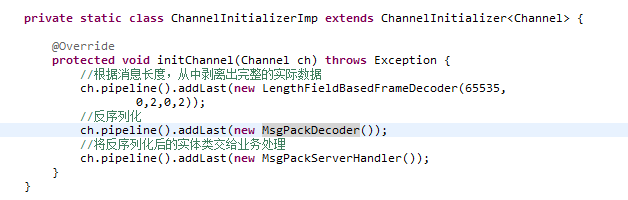 private static class ChannelInitializerImp extends ChannelInitializer<Channel> {
@Override
protected void initChannel(Channel ch) throws Exception {
//根据消息长度，从中剥离出完整的实际数据
ch.pipeline().addLast(new LengthFieldBasedFrameDecoder(65535,
0,2,0,2));
//反序列化
ch.pipeline().addLast(new MsgPackDecoder());
//将反序列化后的实体类交给业务处理
ch.pipeline().addLast(new MsgPackServerHandler());
}
}